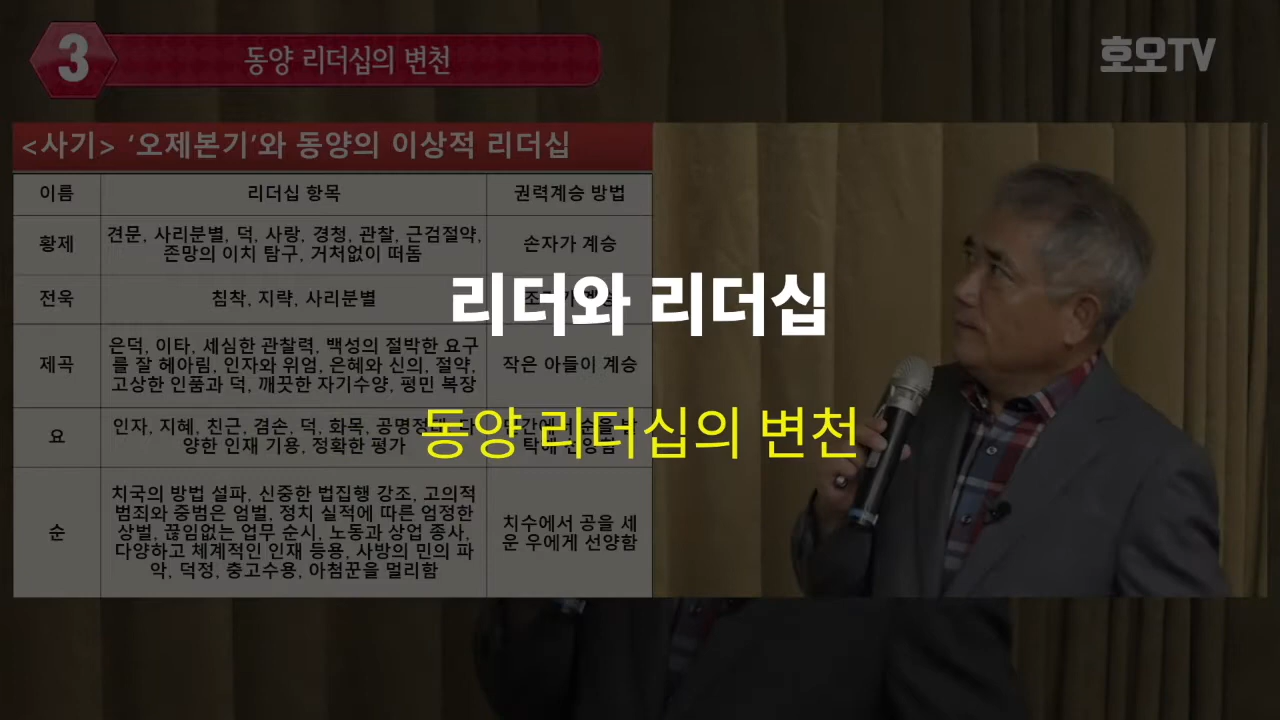 3
동양 리더십의 변천
호오TV
<사기> ‘오제본기’와 동양의 이상적 리더십
이름 리더십 항목 권력계승 방법
황제
견문, 사리분별, 덕, 사랑, 경청, 관찰, 근검절약,
존망의 이치 탐구, 거처없이 떠돔
손자가 계승
전욱 침착, 지략, 사리분별
리더와 리더십
제곡
은덕, 이타, 세심한 관찰력, 백성의 절박한 요구
를 잘 헤아림, 인자와 위엄, 은혜와 신의, 절약,
고상한 인품과 덕, 깨끗한 자기수양, 평민 복장
작은 아들이 계승
동양 리더십의 변천
요
인자, 지혜, 친근, 겸손, 덕, 화목,
양한 인재 기용, 정확한 평가
순
치국의 방법 설파, 신중한 법집행 강조, 고의적
범죄와 중범은 엄벌, 정치 실적에 따른 엄정한
상벌, 끊임없는 업무 순시, 노동과 상업 종사,
다양하고 체계적인 인재 등용, 사방의 민의 파
악, 덕정, 충고수용, 아첨꾼을 멀리함
치수에서 공을 세
운 우에게 선양함